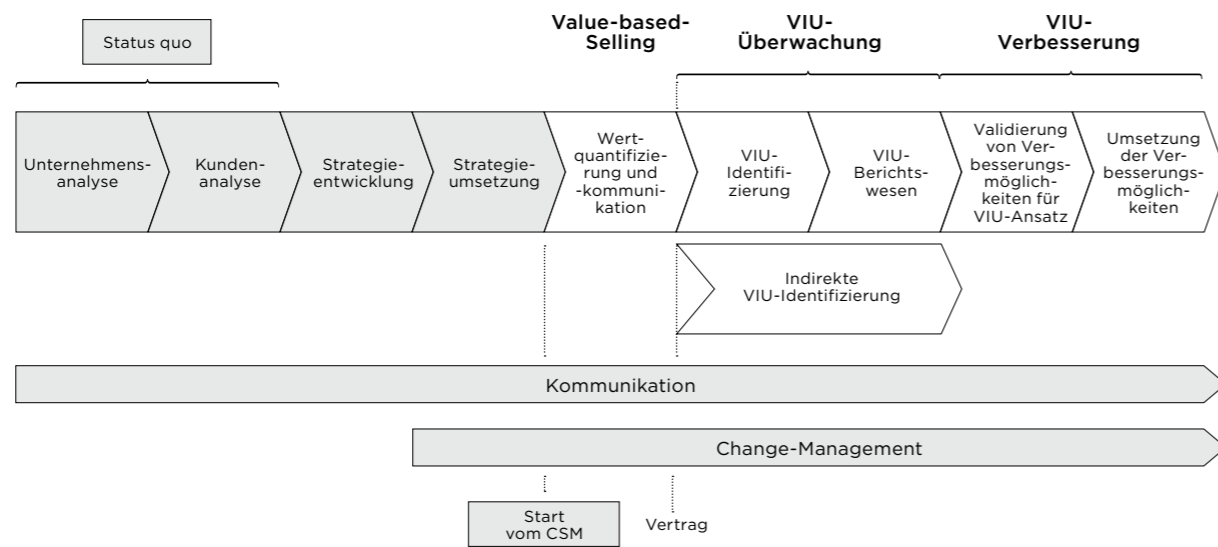 Status quo
Value-based-
Selling
VIU-
Überwachung
VIU-
Verbesserung
Unternehmens-
analyse
Kunden-
analyse
Strategie-
entwicklung
Strategie-
umsetzung
Wert-
quantifizie-
rung und
-kommuni-
kation
VIU-
Identifi-
zierung
VIU-
Berichts-
wesen
Validierung
von Ver-
besserungs-
möglich-
keiten für
VIU-Ansatz
Umsetzung
der Ver-
besserungs-
möglich-
keiten
Indirekte
VIU-Identifizierung
Kommunikation
Change-Management
Start
vom CSM
Vertrag